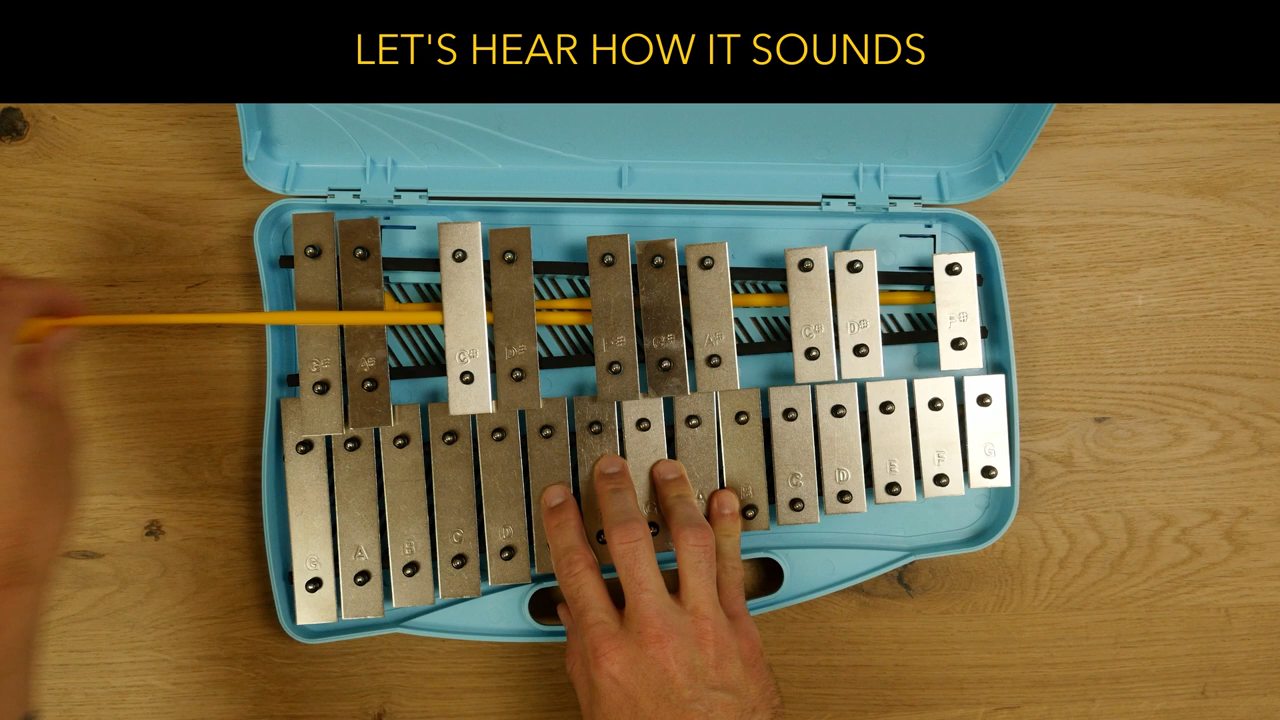 LET'S HEAR HOW IT SOUNDS
G# A# C# D# F# G# A# C# D# F#
G A B C D A B C D E F G